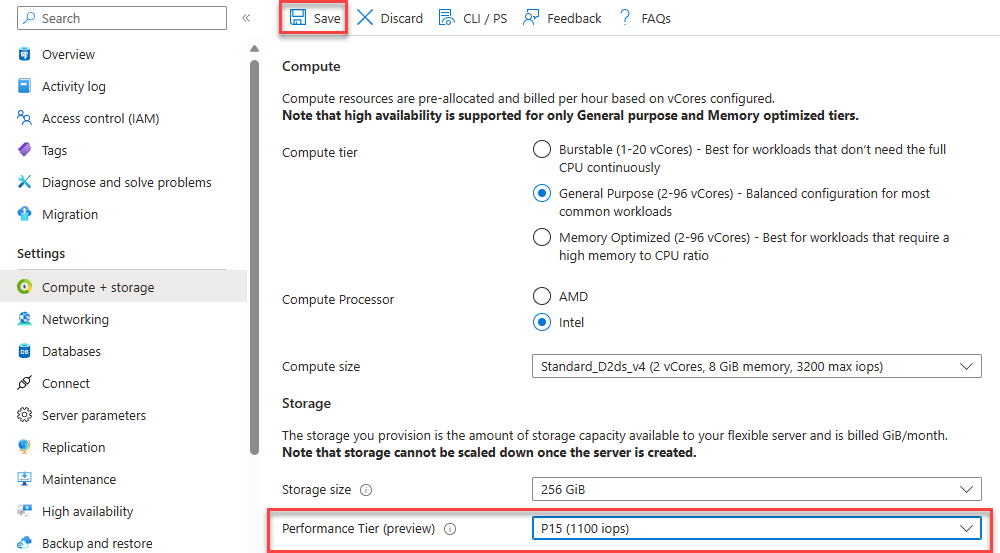 Search
«
Save
Discard
CLI / PS
Feedback
? FAQs
Overview
Activity log
Access control (IAM)
Tags
Diagnose and solve problems
Migration
Settings
Compute + storage
Networking
Databases
Connect
Server parameters
Replication
Maintenance
High availability
Backup and restore
Compute
Compute resources are pre-allocated and billed per hour based on vCores configured.
Note that high availability is supported for only General purpose and Memory optimized tiers.
Compute tier
Burstable (1-20 vCores) - Best for workloads that don't need the full
CPU continuously
General Purpose (2-96 vCores) - Balanced configuration for most
common workloads
Memory Optimized (2-96 vCores) - Best for workloads that require a
high memory to CPU ratio
Compute Processor
AMD
Intel
Compute size
Standard_D2ds_v4 (2 vCores, 8 GiB memory, 3200 max iops)
Storage
The storage you provision is the amount of storage capacity available to your flexible server and is billed GiB/month.
Note that storage cannot be scaled down once the server is created.
Storage size
256 GiB
Performance Tier (preview)
P15 (1100 iops)